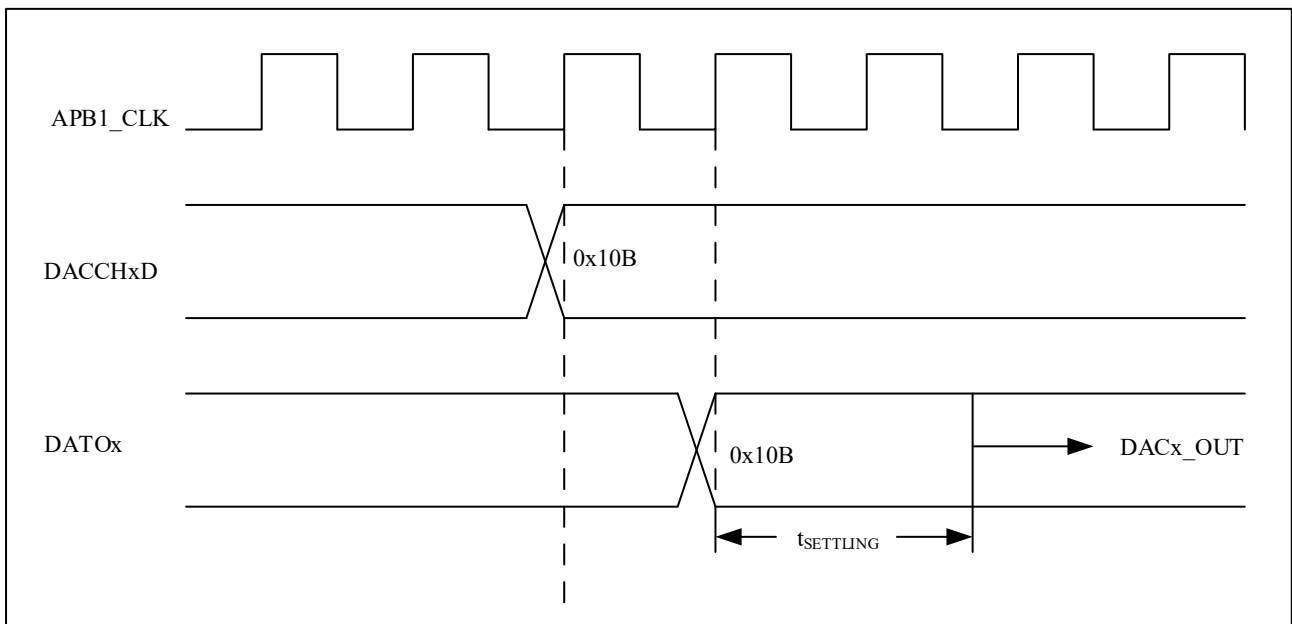 APB1_CLK
DACCHxD
0x10B
DATOx
0x10B
DACx_OUT
tSETTLING